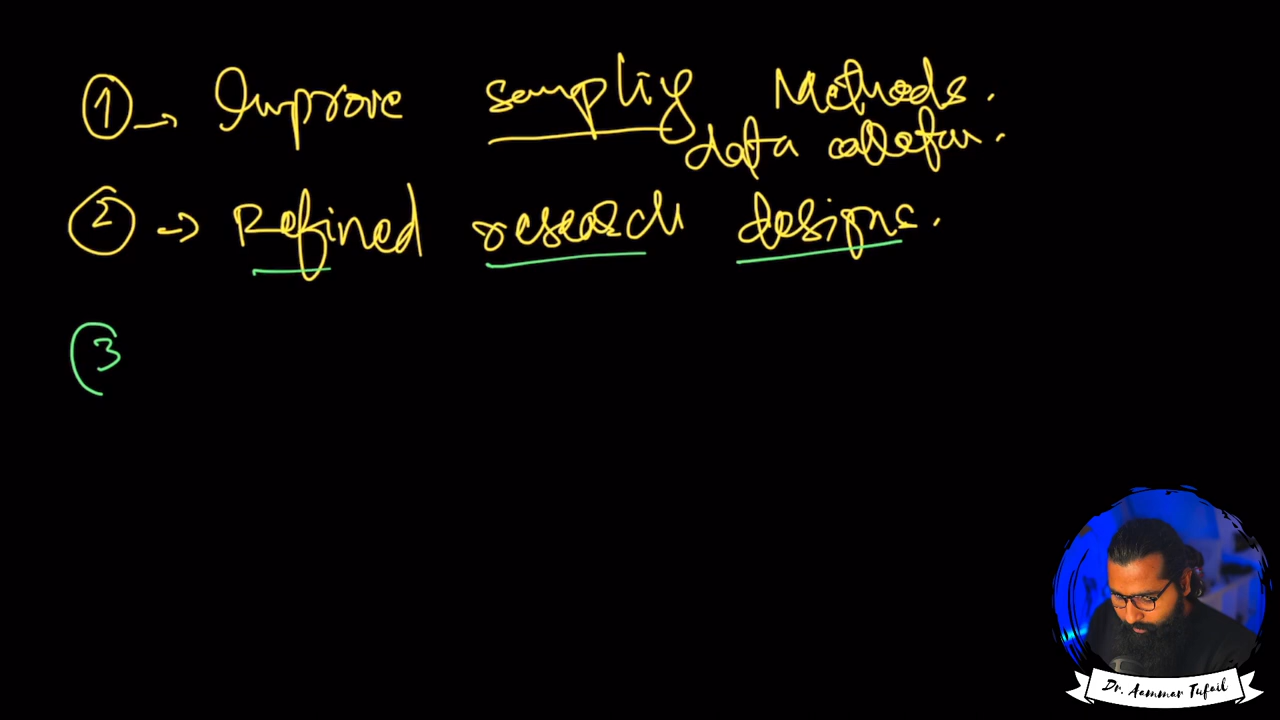 ① → Improve sampling Methods.
data collection.
② → Refined research designs.
(3
Dr. Aammar Tufail